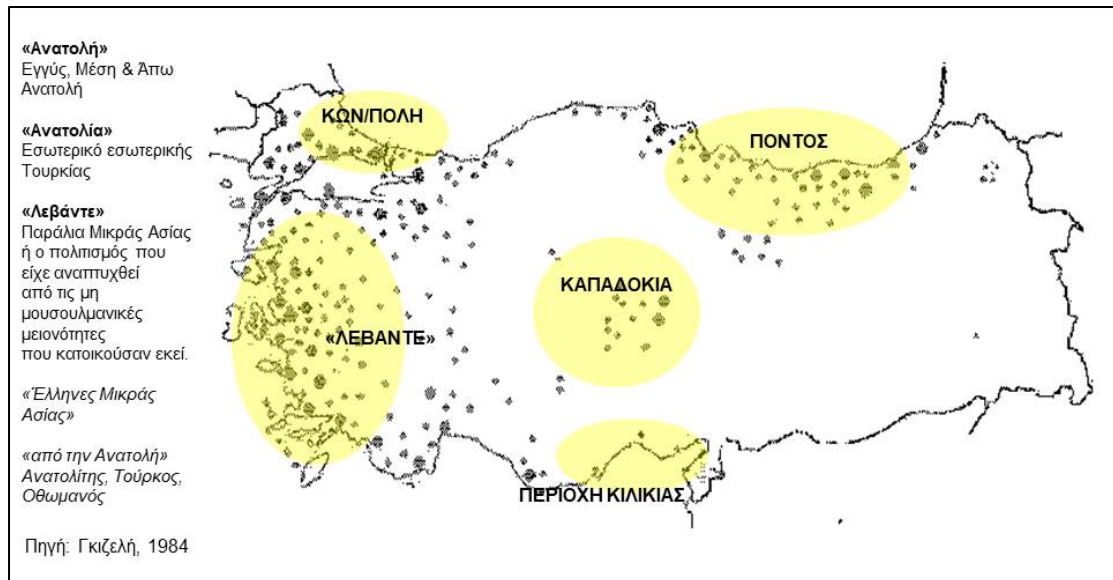 «Ανατολή»
Εγγύς, Μέση & Άπω
Ανατολή
«Ανατολία»
Εσωτερικό εσωτερικής
Τουρκίας
«Λεβάντε»
Παράλια Μικράς Ασίας
ή ο πολιτισμός που
είχε αναπτυχθεί
από τις μη
μουσουλμανικές
μειονότητες
που κατοικούσαν εκεί.
«Έλληνες Μικράς
Ασίας»
«από την Ανατολή»
Ανατολίτης, Τούρκος,
Οθωμανός
Πηγή: Γκιζελή, 1984
ΚΩΝ/ΠΟΛΗ
ΠΟΝΤΟΣ
ΚΑΠΑΔΟΚΙΑ
«ΛΕΒΑΝΤΕ»
ΠΕΡΙΟΧΗ ΚΙΛΙΚΙΑΣ